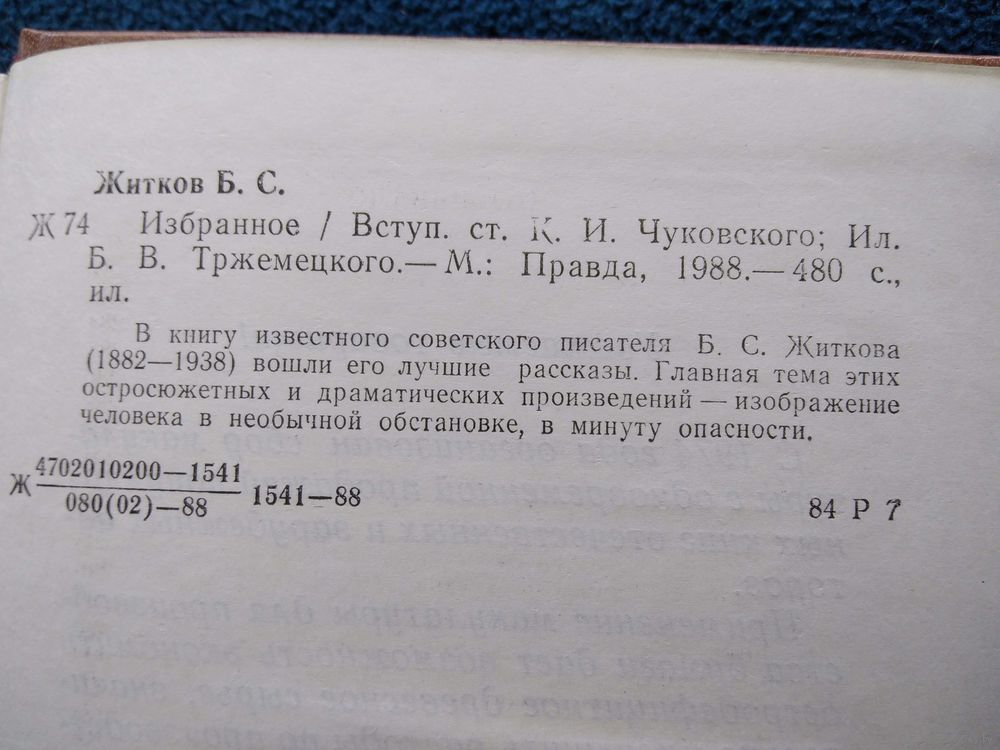 Житков Б. С.
Ж 74 Избранное / Вступ. ст. К. И. Чуковского; Ил.
Б. В. Тржемецкого.— М.: Правда, 1988.— 480 с.,
ил.
В книгу известного советского писателя Б. С. Житкова
(1882—1938) вошли его лучшие рассказы. Главная тема этих
остросюжетных и драматических произведений — изображение
человека в необычной обстановке, в минуту опасности.
4702010200—1541
Ж 080(02)—88 1541—88 84 Р 7